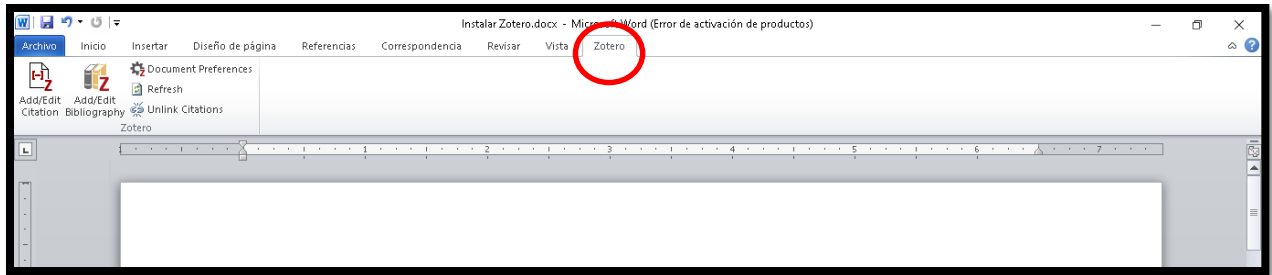 Instalar Zotero.docx - Microsoft Word (Error de activación de productos)
Archivo Inicio Insertar Diseño de página Referencias Correspondencia Revisar Vista Zotero
Add/Edit Citation
Add/Edit Bibliography
Document Preferences
Refresh
Unlink Citations
Zotero
1 2 3 4 5 6 7